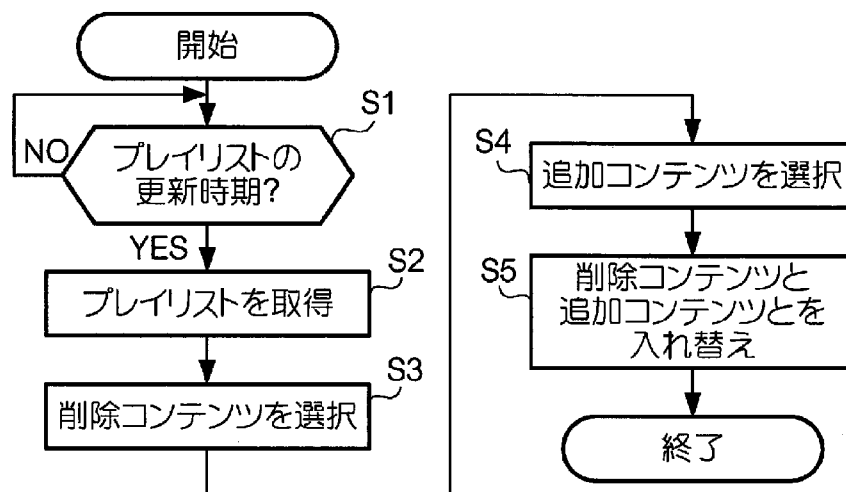 開始
S1
NO
プレイリストの
更新時期?
YES
S2
プレイリストを取得
S3
削除コンテンツを選択
S4
追加コンテンツを選択
S5
削除コンテンツと
追加コンテンツとを
入れ替え
終了